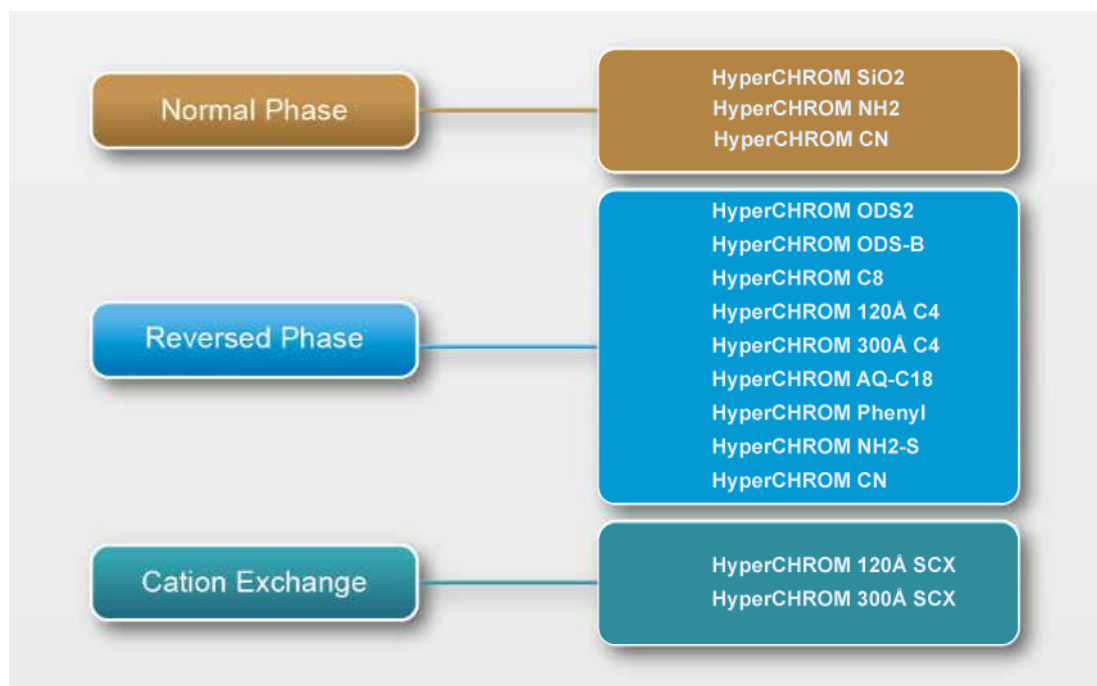 Normal Phase
HyperCHROM SiO2
HyperCHROM NH2
HyperCHROM CN
Reversed Phase
HyperCHROM ODS2
HyperCHROM ODS-B
HyperCHROM C8
HyperCHROM 120Å C4
HyperCHROM 300Å C4
HyperCHROM AQ-C18
HyperCHROM Phenyl
HyperCHROM NH2-S
HyperCHROM CN
Cation Exchange
HyperCHROM 120Å SCX
HyperCHROM 300Å SCX